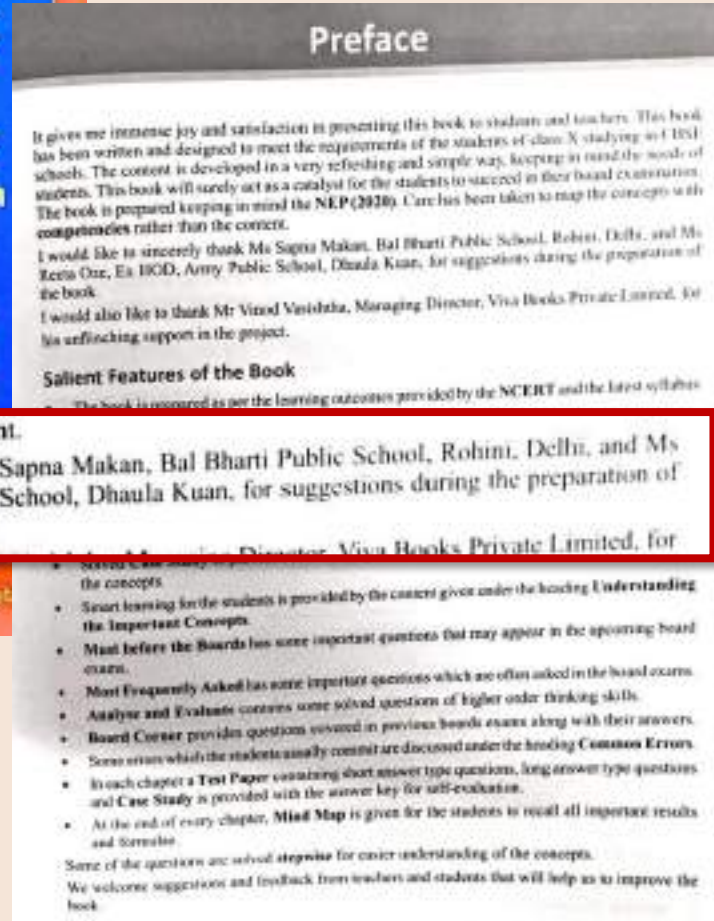 Preface
It gives me immense joy and satisfaction in presenting this book to students and teachers. This book
has been written and designed to meet the requirements of the students of class X studying in CBSE
schools. The content is developed in a very refreshing and simple way, keeping in mind the needs of
students. This book will surely act as a catalyst for the students to succeed in their board examination.
The book is prepared keeping in mind the NEP (2020). Care has been taken to map the concepts with
competencies rather than the content.
I would like to sincerely thank Ms Sapna Makan, Bal Bharti Public School, Rohini, Delhi, and Ms
Reeta Ex HOD, Army Public School, Dhaula Kuan, for suggestions during the preparation of
the book
I would also like to thank Mr Vinod Vasishtha, Managing Director, Viva Books Private Limited, for
his unflinching support in the project.
Salient Features of the Book
• The book is prepared as per the learning outcomes provided by the NCERT and the latest syllabus
nt.
Sapna Makan, Bal Bharti Public School, Rohini, Delhi, and Ms
School, Dhaula Kuan, for suggestions during the preparation of
Director, Viva Books Private Limited, for
the concepts
• Smart learning for the students is provided by the content given under the heading Understanding
the Important Concepts.
• Must before the Boards has some important questions that may appear in the upcoming board
exams.
• Most Frequently Asked has some important questions which are often asked in the board exams.
• Analyse and Evaluate contains some solved questions of higher order thinking skills.
• Board Corner provides questions covered in previous boards exams along with their answers.
• Some errors which the students usually commit are discussed under the heading Common Errors.
• In each chapter a Test Paper containing short answer type questions, long answer type questions
and Case Study is provided with the answer key for self-evaluation.
• At the end of every chapter, Mind Map is given for the students to recall all important results
and formulae.
Some of the questions are solved stepwise for easier understanding of the concepts.
We welcome suggestions and feedback from teachers and students that will help us to improve the
book.